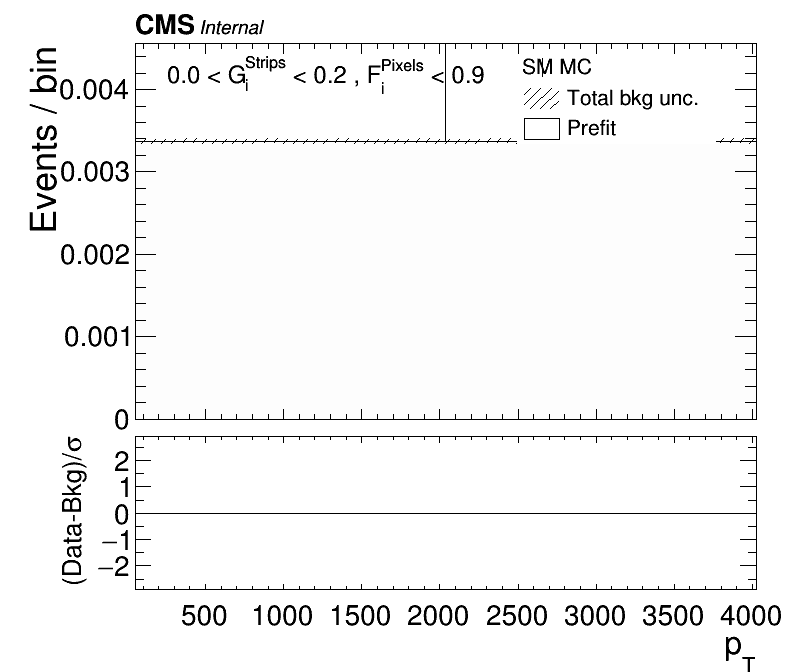 CMS Internal
0.0 < G_i^Strips < 0.2 , F_i^Pixels < 0.9
SM MC
Total bkg unc.
Prefit
Events / bin
0.004
0.003
0.002
0.001
0
(Data-Bkg)/σ
2
1
0
−1
−2
500 1000 1500 2000 2500 3000 3500 4000
p_T